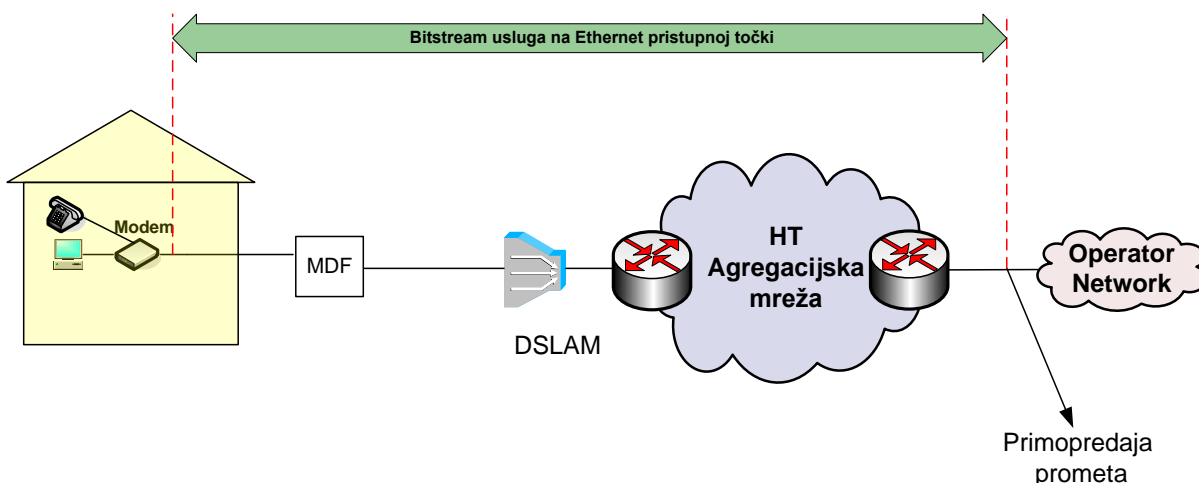 Bitstream usluga na Ethernet pristupnoj točki
Modem
MDF
DSLAM
HT
Agregacijska
mreža
Operator
Network
Primopredaja
prometa